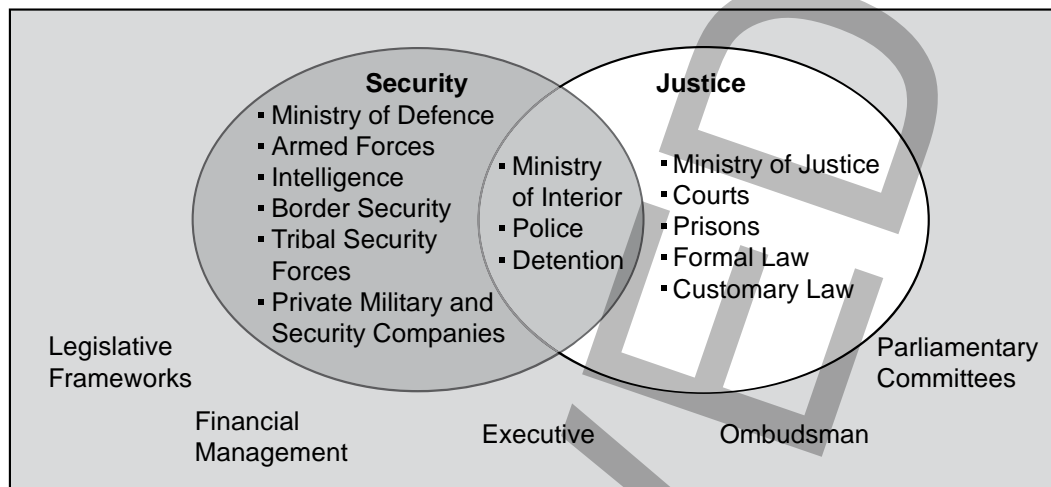 Security
▪ Ministry of Defence
▪ Armed Forces
▪ Intelligence
▪ Border Security
▪ Tribal Security
Forces
▪ Private Military and
Security Companies
▪ Ministry
of Interior
▪ Police
▪ Detention
Justice
▪ Ministry of Justice
▪ Courts
▪ Prisons
▪ Formal Law
▪ Customary Law
Legislative
Frameworks
Financial
Management
Executive
Ombudsman
Parliamentary
Committees